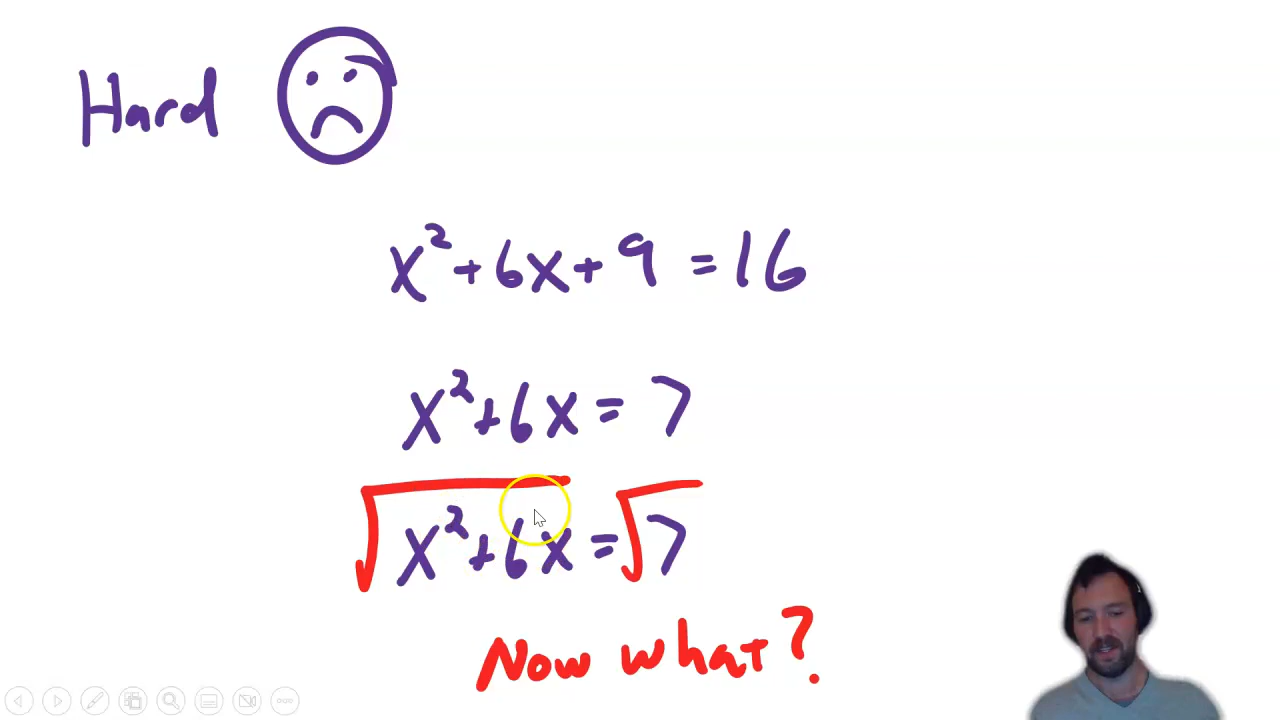 Hard
x²+6x+9=16
x²+6x=7
√x²+6x=√7
Now what?